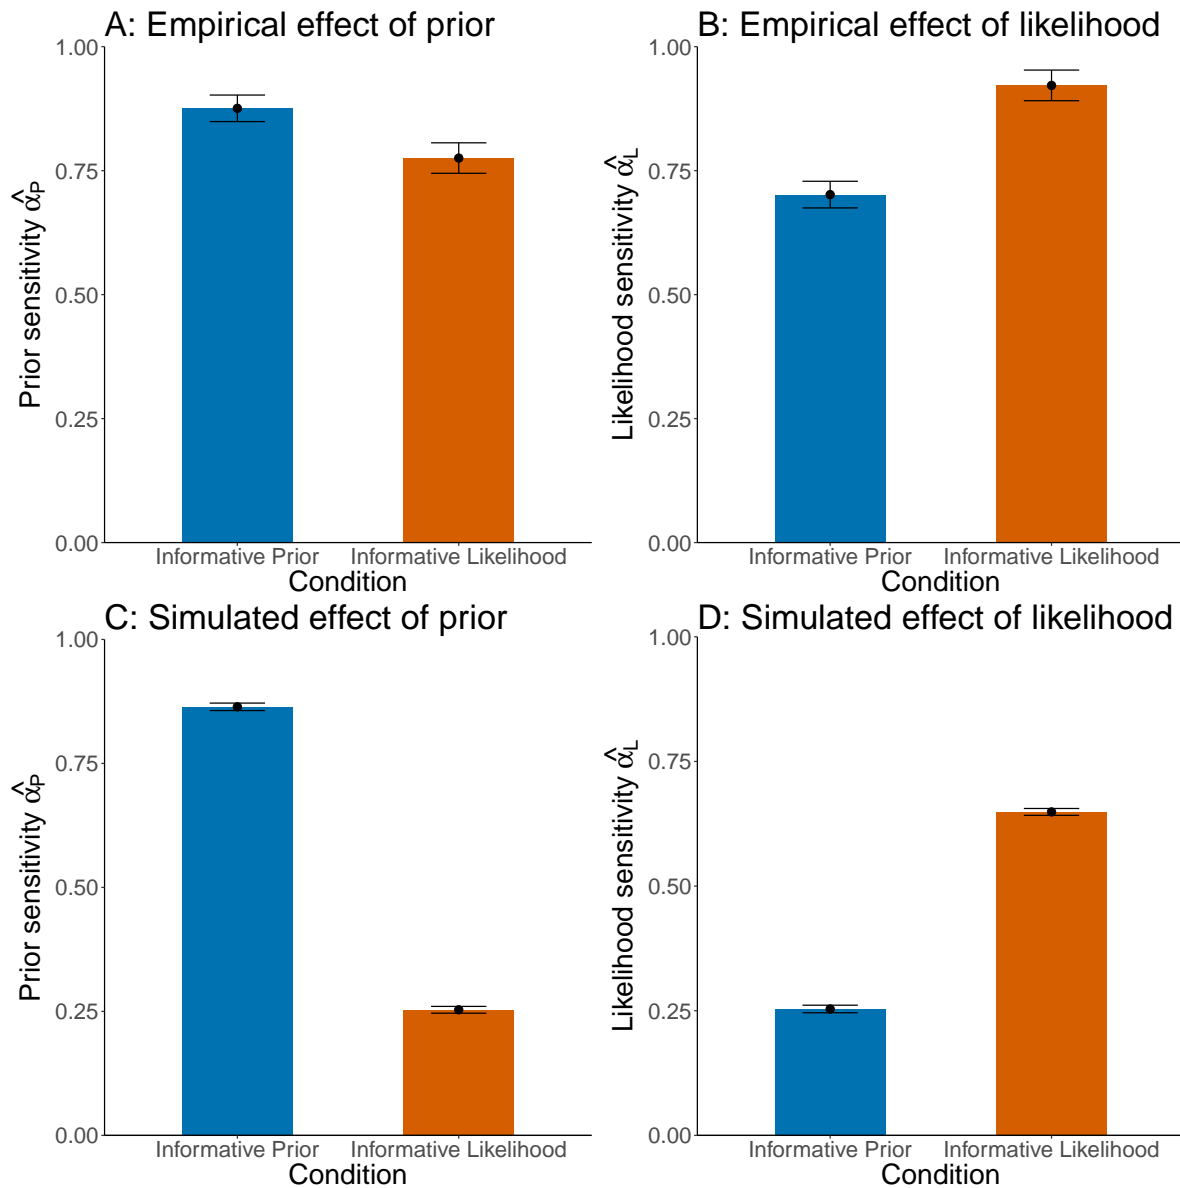 A: Empirical effect of prior
1.00
0.75
0.50
0.25
0.00
Prior sensitivity α̂P
Informative Prior
Informative Likelihood
Condition
B: Empirical effect of likelihood
1.00
0.75
0.50
0.25
0.00
Likelihood sensitivity α̂L
Informative Prior
Informative Likelihood
Condition
C: Simulated effect of prior
1.00
0.75
0.50
0.25
0.00
Prior sensitivity α̂P
Informative Prior
Informative Likelihood
Condition
D: Simulated effect of likelihood
1.00
0.75
0.50
0.25
0.00
Likelihood sensitivity α̂L
Informative Prior
Informative Likelihood
Condition